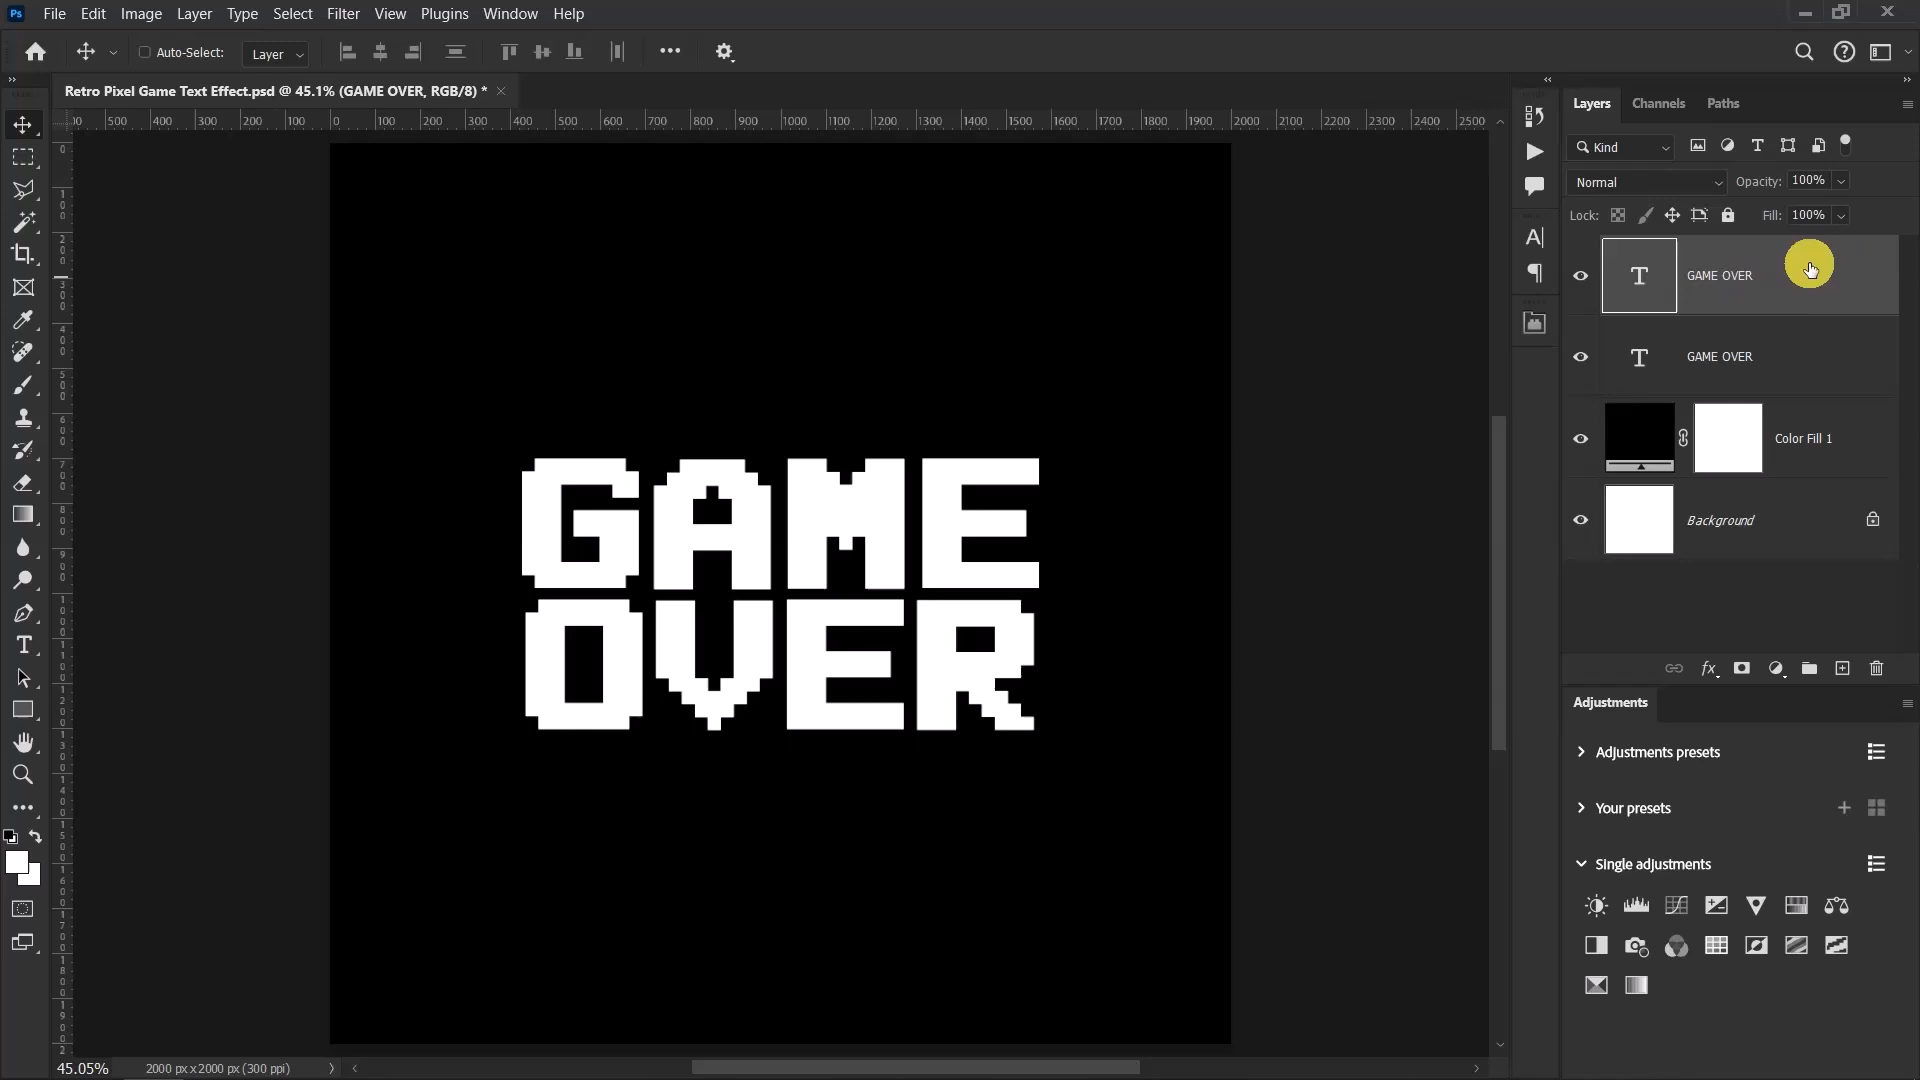 Ps File Edit Image Layer Type Select Filter View Plugins Window Help
Auto-Select: Layer
Retro Pixel Game Text Effect.psd @ 45.1% (GAME OVER, RGB/8) *
500 400 300 200 100 0 100 200 300 400 500 600 700 800 900 1000 1100 1200 1300 1400 1500 1600 1700 1800 1900 2000 2100 2200 2300 2400 2500
Layers Channels Paths
Kind
Normal Opacity: 100%
Lock: Fill: 100%
GAME OVER
GAME OVER
Color Fill 1
Background
GAME
OVER
Adjustments
Adjustments presets
Your presets
Single adjustments
45.05% 2000 px x 2000 px (300 ppi)